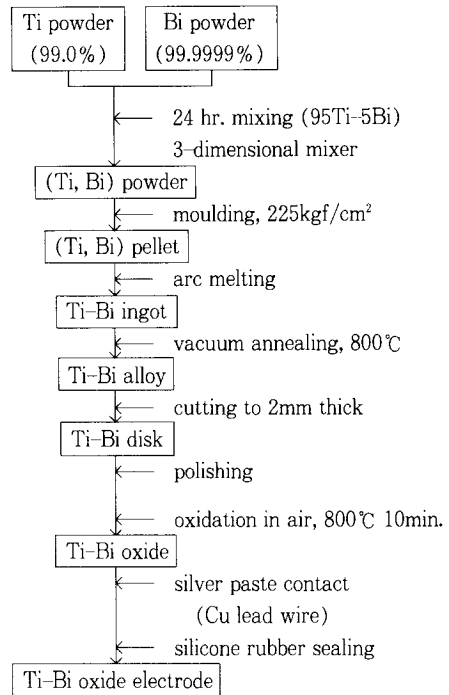 Ti powder
(99.0%)
Bi powder
(99.9999%)
24 hr. mixing (95Ti-5Bi)
3-dimensional mixer
(Ti, Bi) powder
moulding, 225kgf/cm²
(Ti, Bi) pellet
arc melting
Ti-Bi ingot
vacuum annealing, 800℃
Ti-Bi alloy
cutting to 2mm thick
Ti-Bi disk
polishing
oxidation in air, 800℃ 10min.
Ti-Bi oxide
silver paste contact
(Cu lead wire)
silicone rubber sealing
Ti-Bi oxide electrode